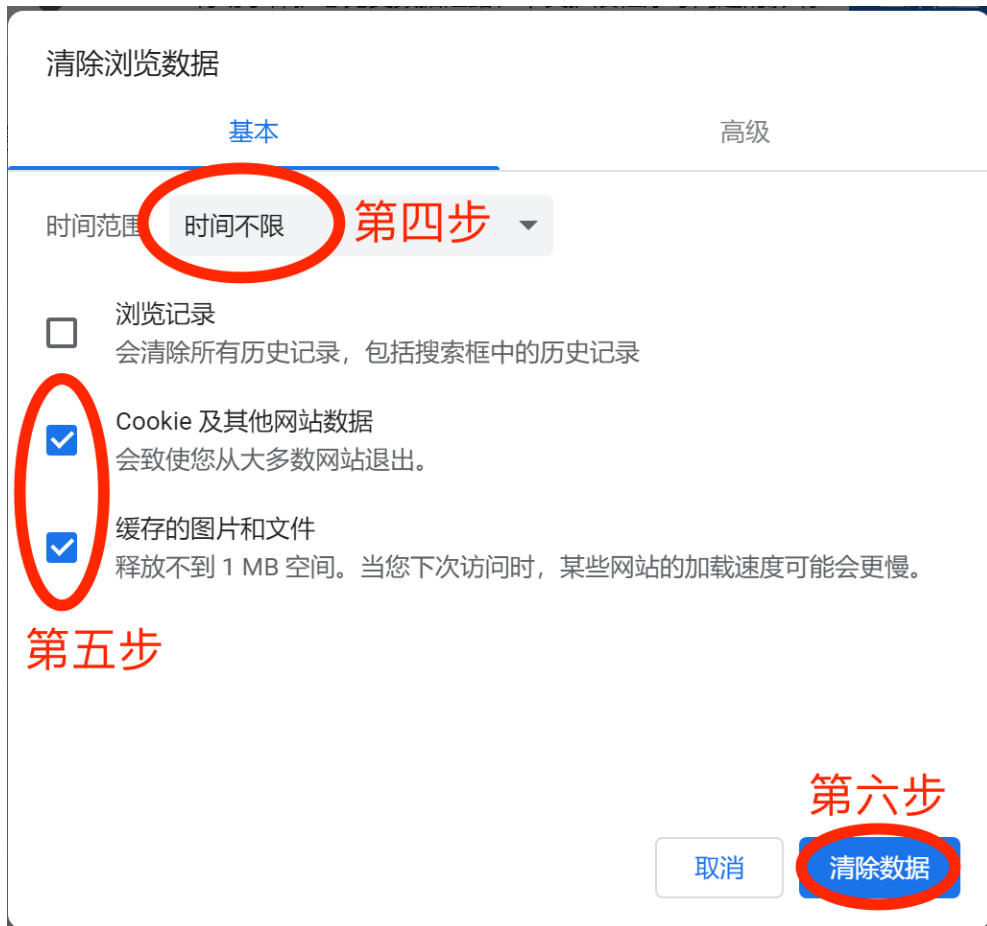 清除浏览数据
基本
高级
时间范围
时间不限
第四步
浏览记录
会清除所有历史记录，包括搜索框中的历史记录
Cookie 及其他网站数据
会致使您从大多数网站退出。
缓存的图片和文件
释放不到 1 MB 空间。当您下次访问时，某些网站的加载速度可能会更慢。
第五步
第六步
取消
清除数据